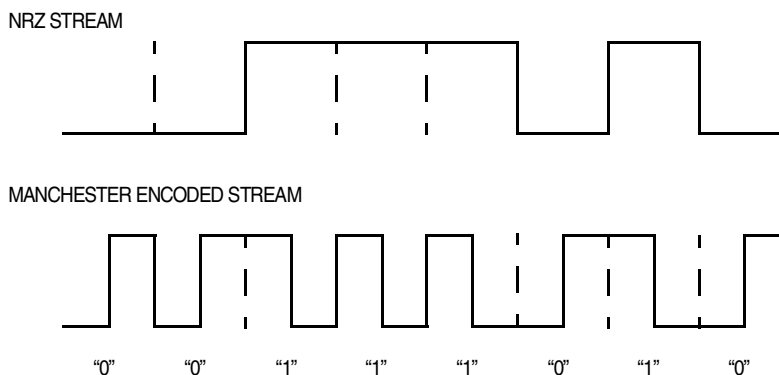 NRZ STREAM
MANCHESTER ENCODED STREAM
“0” “0” “1” “1” “1” “0” “1” “0”